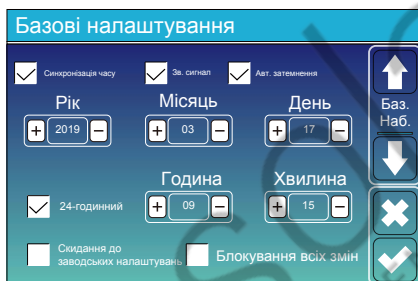 Базові налаштування
Синхронізація часу
Зв. сигнал
Авт. затемнення
Рік
Місяць
День
Баз.
Наб.
+ 2019 −
+ 03 −
+ 17 −
Година
Хвилина
24-годинний
+ 09 −
+ 15 −
Скидання до
заводських налаштувань
Блокування всіх змін